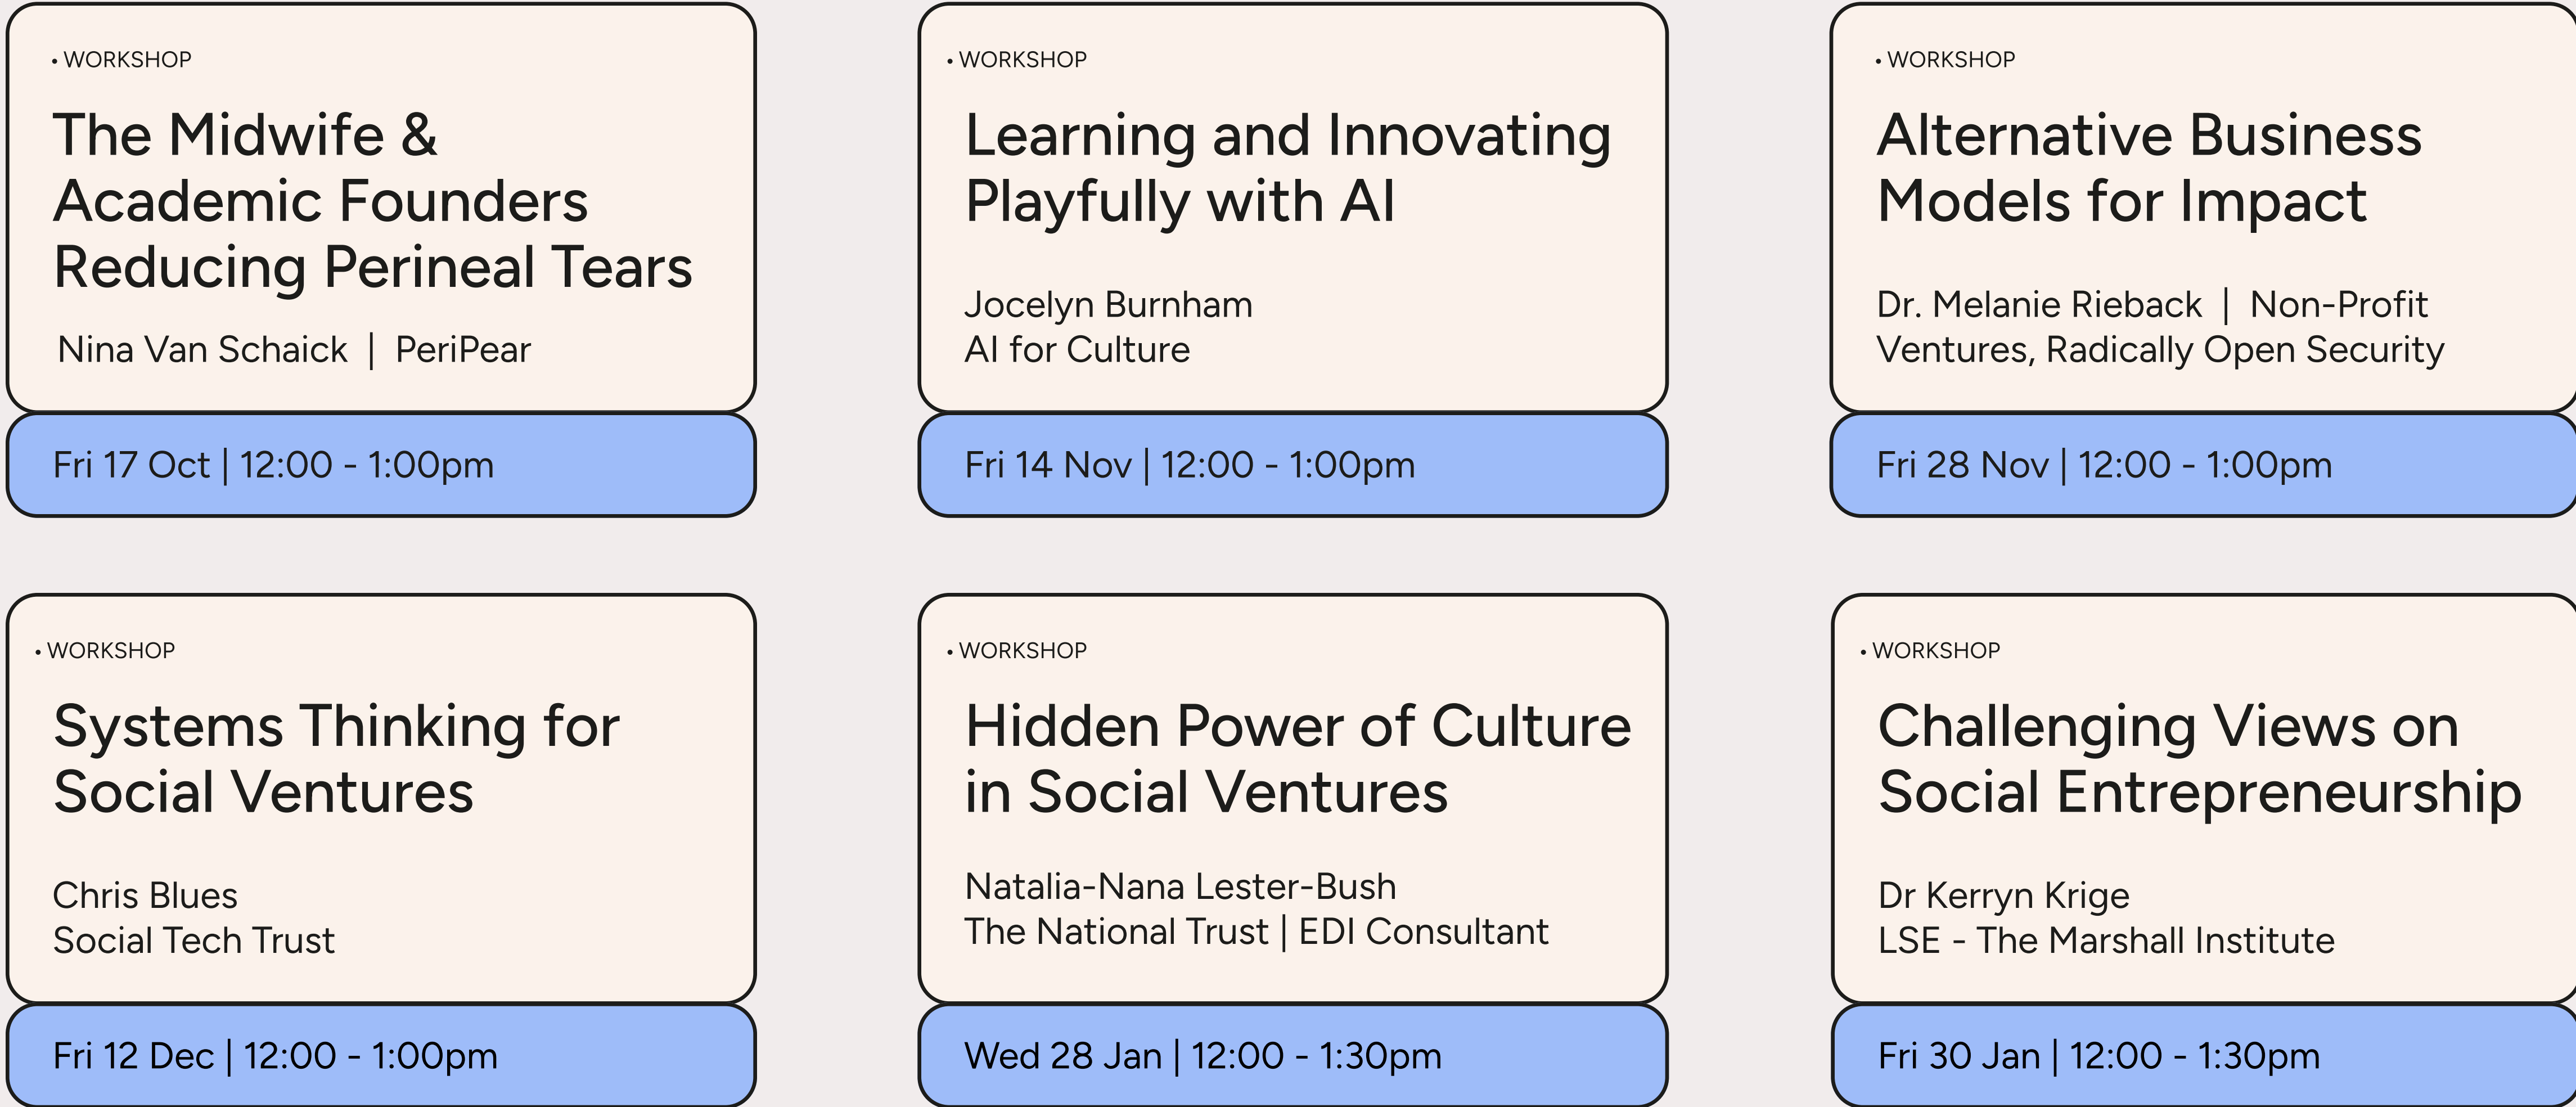 • WORKSHOP
The Midwife &
Academic Founders
Reducing Perineal Tears
Nina Van Schaick | PeriPear
Fri 17 Oct | 12:00 - 1:00pm
• WORKSHOP
Learning and Innovating
Playfully with AI
Jocelyn Burnham
AI for Culture
Fri 14 Nov | 12:00 - 1:00pm
• WORKSHOP
Alternative Business
Models for Impact
Dr. Melanie Rieback | Non-Profit
Ventures, Radically Open Security
Fri 28 Nov | 12:00 - 1:00pm
• WORKSHOP
Systems Thinking for
Social Ventures
Chris Blues
Social Tech Trust
Fri 12 Dec | 12:00 - 1:00pm
• WORKSHOP
Hidden Power of Culture
in Social Ventures
Natalia-Nana Lester-Bush
The National Trust | EDI Consultant
Wed 28 Jan | 12:00 - 1:30pm
• WORKSHOP
Challenging Views on
Social Entrepreneurship
Dr Kerryn Krige
LSE - The Marshall Institute
Fri 30 Jan | 12:00 - 1:30pm